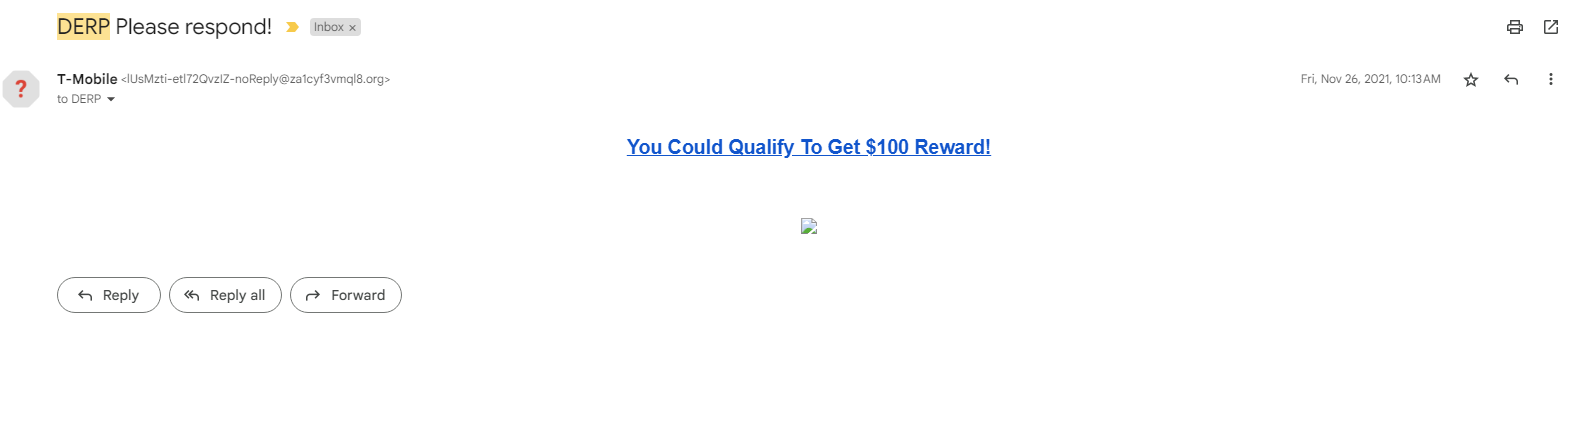 DERP Please respond! Inbox ×
T-Mobile <lUsMzti-etl72QvzIZ-noReply@za1cyf3vmql8.org> Fri, Nov 26, 2021, 10:13 AM
to DERP
You Could Qualify To Get $100 Reward!
Reply Reply all Forward